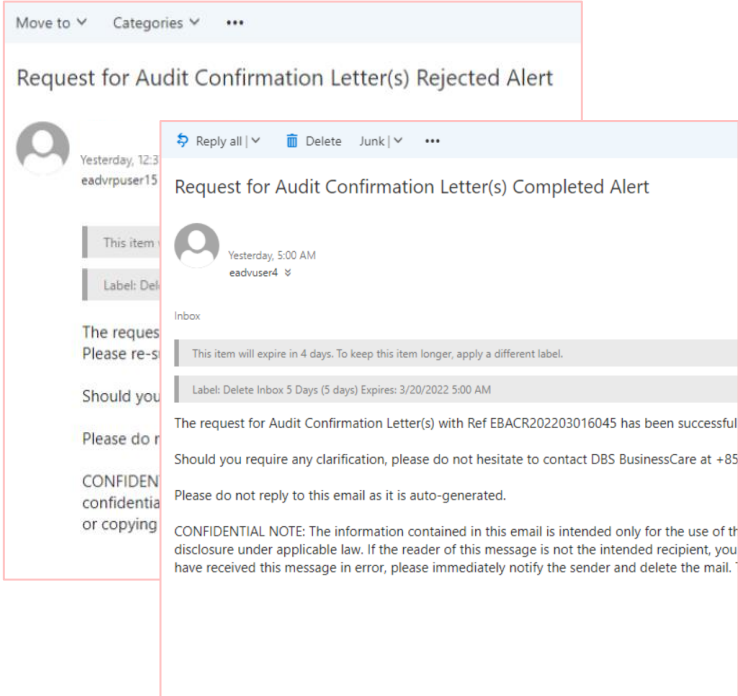 Move to Categories •••
Request for Audit Confirmation Letter(s) Rejected Alert
Yesterday, 12:3
eadvrpuser15
This item
Label: Del
The reques
Please re-s
Should you
Please do r
CONFIDEN
confidentia
or copying
Reply all | Delete Junk | •••
Request for Audit Confirmation Letter(s) Completed Alert
Yesterday, 5:00 AM
eadvuser4
Inbox
This item will expire in 4 days. To keep this item longer, apply a different label.
Label: Delete Inbox 5 Days (5 days) Expires: 3/20/2022 5:00 AM
The request for Audit Confirmation Letter(s) with Ref EBACR202203016045 has been successful
Should you require any clarification, please do not hesitate to contact DBS BusinessCare at +85
Please do not reply to this email as it is auto-generated.
CONFIDENTIAL NOTE: The information contained in this email is intended only for the use of th
disclosure under applicable law. If the reader of this message is not the intended recipient, you
have received this message in error, please immediately notify the sender and delete the mail.